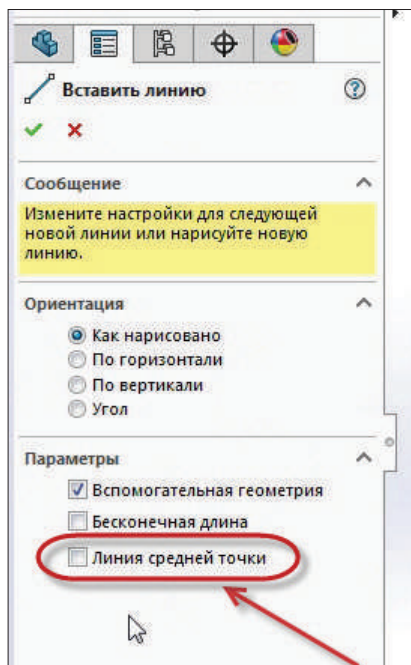 Вставить линию
Сообщение
Измените настройки для следующей
новой линии или нарисуйте новую
линию.
Ориентация
Как нарисовано
По горизонтали
По вертикали
Угол
Параметры
Вспомогательная геометрия
Бесконечная длина
Линия средней точки